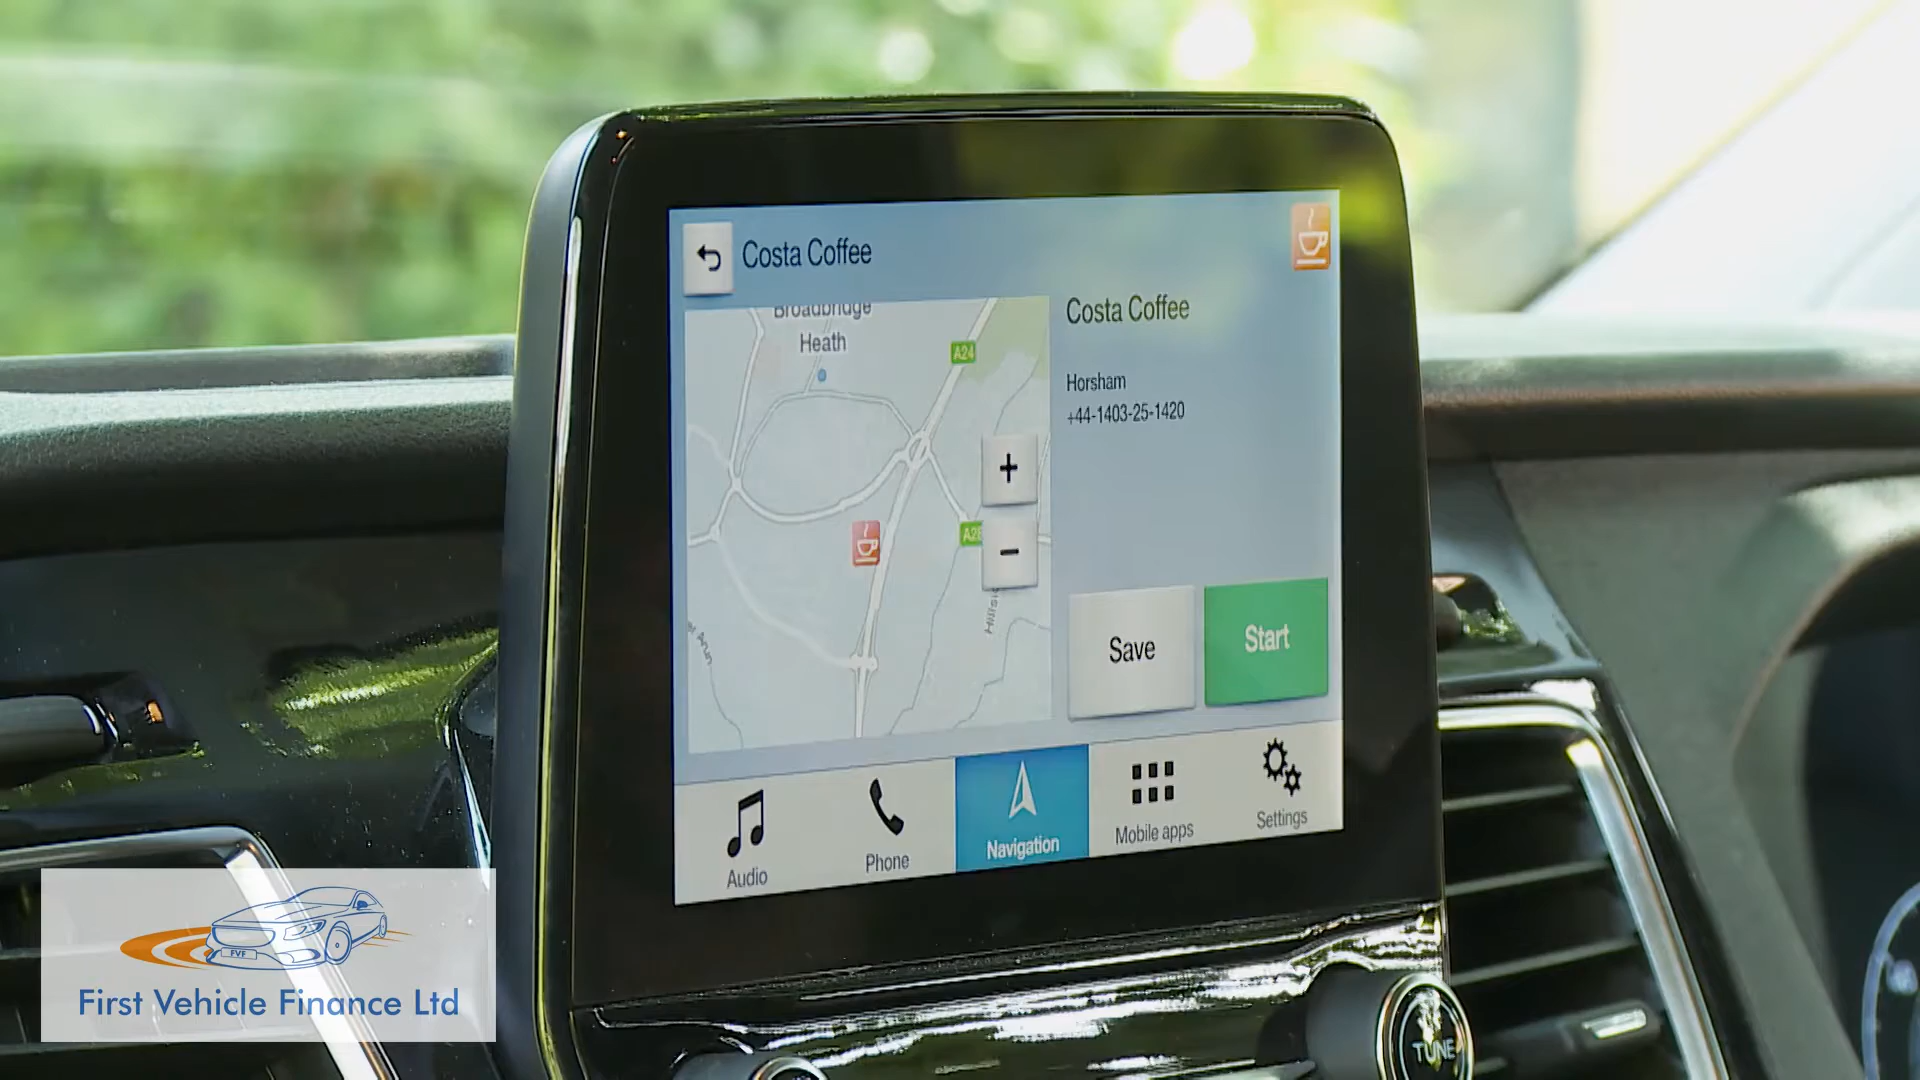 Costa Coffee
Broadbridge
Heath
A24
Costa Coffee
Horsham
+44-1403-25-1420
+
−
Save
Start
Audio
Phone
Navigation
Mobile apps
Settings
TUNE
FVF
First Vehicle Finance Ltd